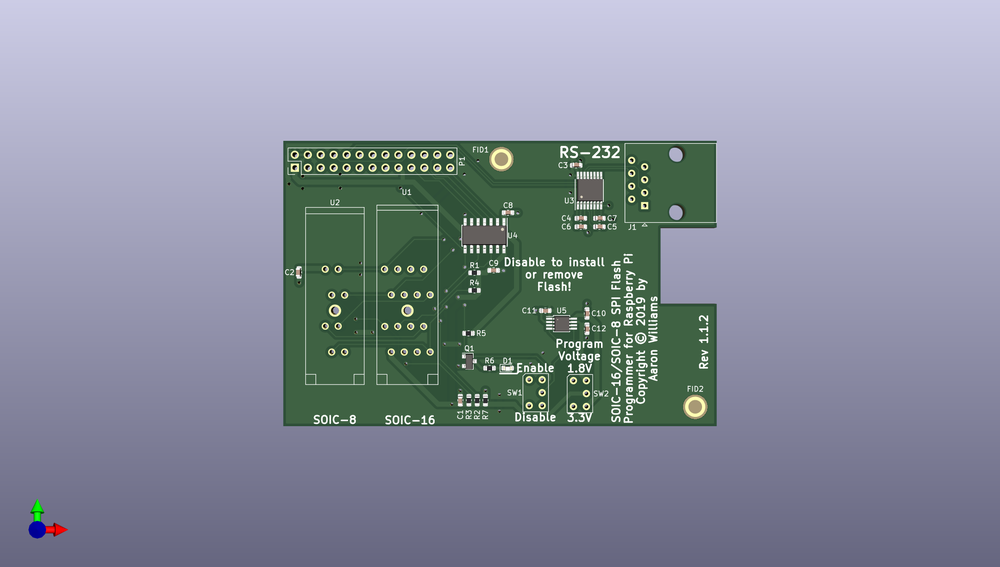 FID1
RS-232
P1
C3
U1
U2
U3
C8
C4
C7
C6
C5
J1
U4
C2
R1
C9
R4
Disable to install
or remove
Flash!
C11
U5
C10
C12
R5
Q1
R6
D1
Program
Voltage
Enable
1.8V
SW1
SW2
Disable
3.3V
C1
R3
R2
R7
SOIC-8
SOIC-16
SOIC-16/SOIC-8 SPI Flash
Programmer for Raspberry Pi
Copyright © 2019 by
Aaron Williams
Rev 1.1.2
FID2